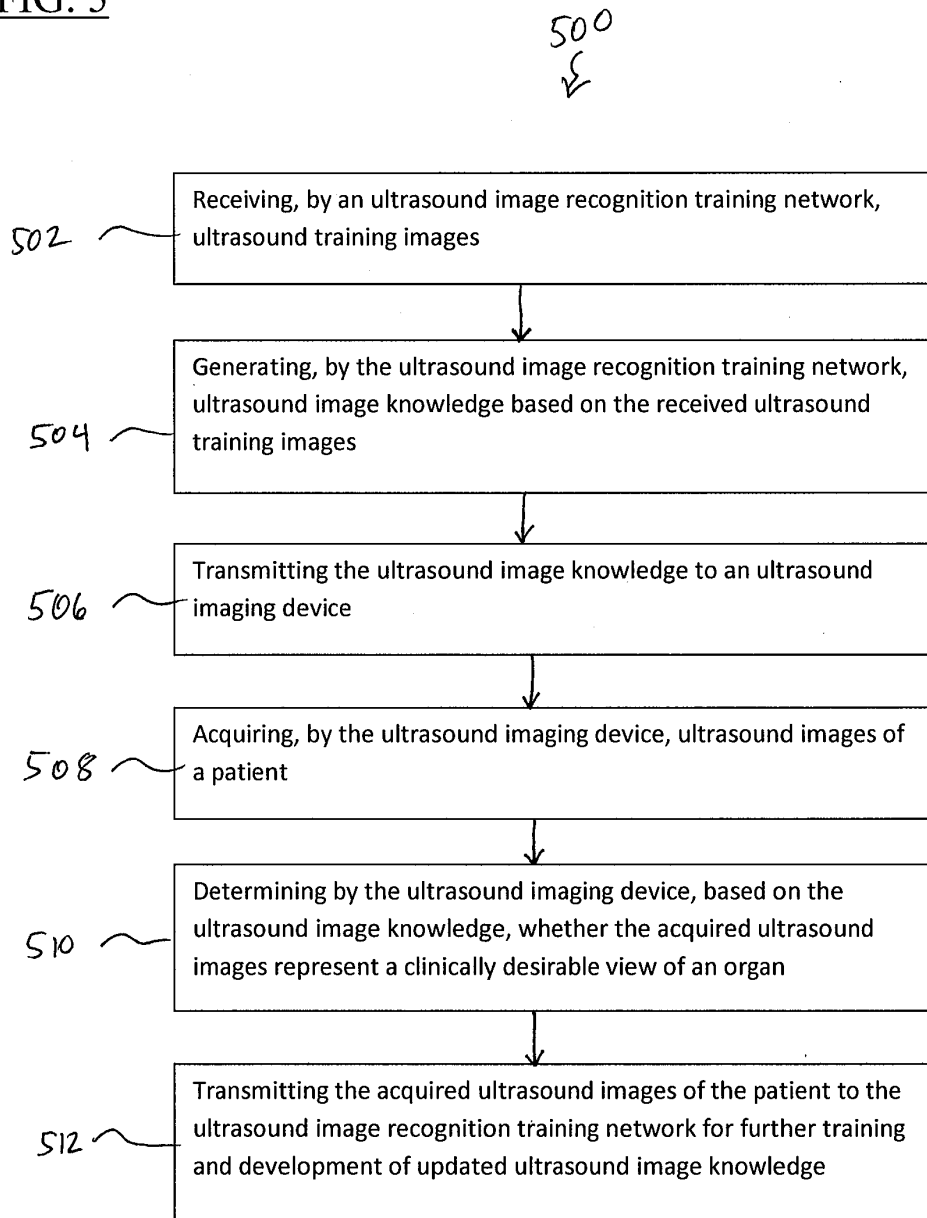 FIG. 5
500
502
Receiving, by an ultrasound image recognition training network,
ultrasound training images
504
Generating, by the ultrasound image recognition training network,
ultrasound image knowledge based on the received ultrasound
training images
506
Transmitting the ultrasound image knowledge to an ultrasound
imaging device
508
Acquiring, by the ultrasound imaging device, ultrasound images of
a patient
510
Determining by the ultrasound imaging device, based on the
ultrasound image knowledge, whether the acquired ultrasound
images represent a clinically desirable view of an organ
512
Transmitting the acquired ultrasound images of the patient to the
ultrasound image recognition training network for further training
and development of updated ultrasound image knowledge